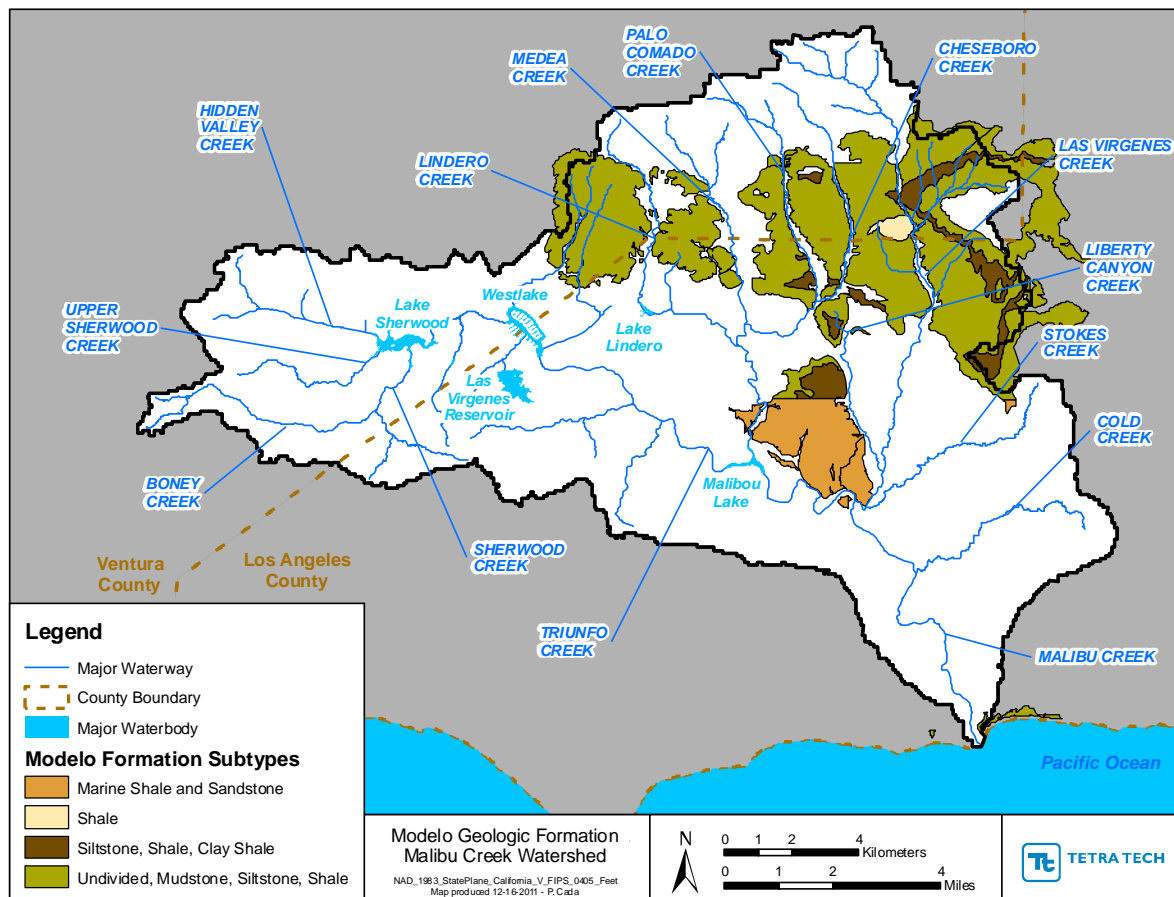 PALO
COMADO
CREEK
MEDEA
CREEK
CHESEBORO
CREEK
HIDDEN
VALLEY
CREEK
LINDERO
CREEK
LAS VIRGENES
CREEK
LIBERTY
CANYON
CREEK
UPPER
SHERWOOD
CREEK
Lake
Sherwood
Westlake
Lake
Lindero
STOKES
CREEK
Las
Virgenes
Reservoir
COLD
CREEK
BONEY
CREEK
Malibou
Lake
SHERWOOD
CREEK
Ventura
County
Los Angeles
County
TRIUNFO
CREEK
MALIBU CREEK
Pacific Ocean
Legend
Major Waterway
County Boundary
Major Waterbody
Modelo Formation Subtypes
Marine Shale and Sandstone
Shale
Siltstone, Shale, Clay Shale
Undivided, Mudstone, Siltstone, Shale
Modelo Geologic Formation
Malibu Creek Watershed
NAD_1983_StatePlane_California_V_FIPS_0405_Feet
Map produced 12-16-2011 - P. Cada
N
0 1 2 4
Kilometers
0 1 2 4
Miles
Tt TETRA TECH